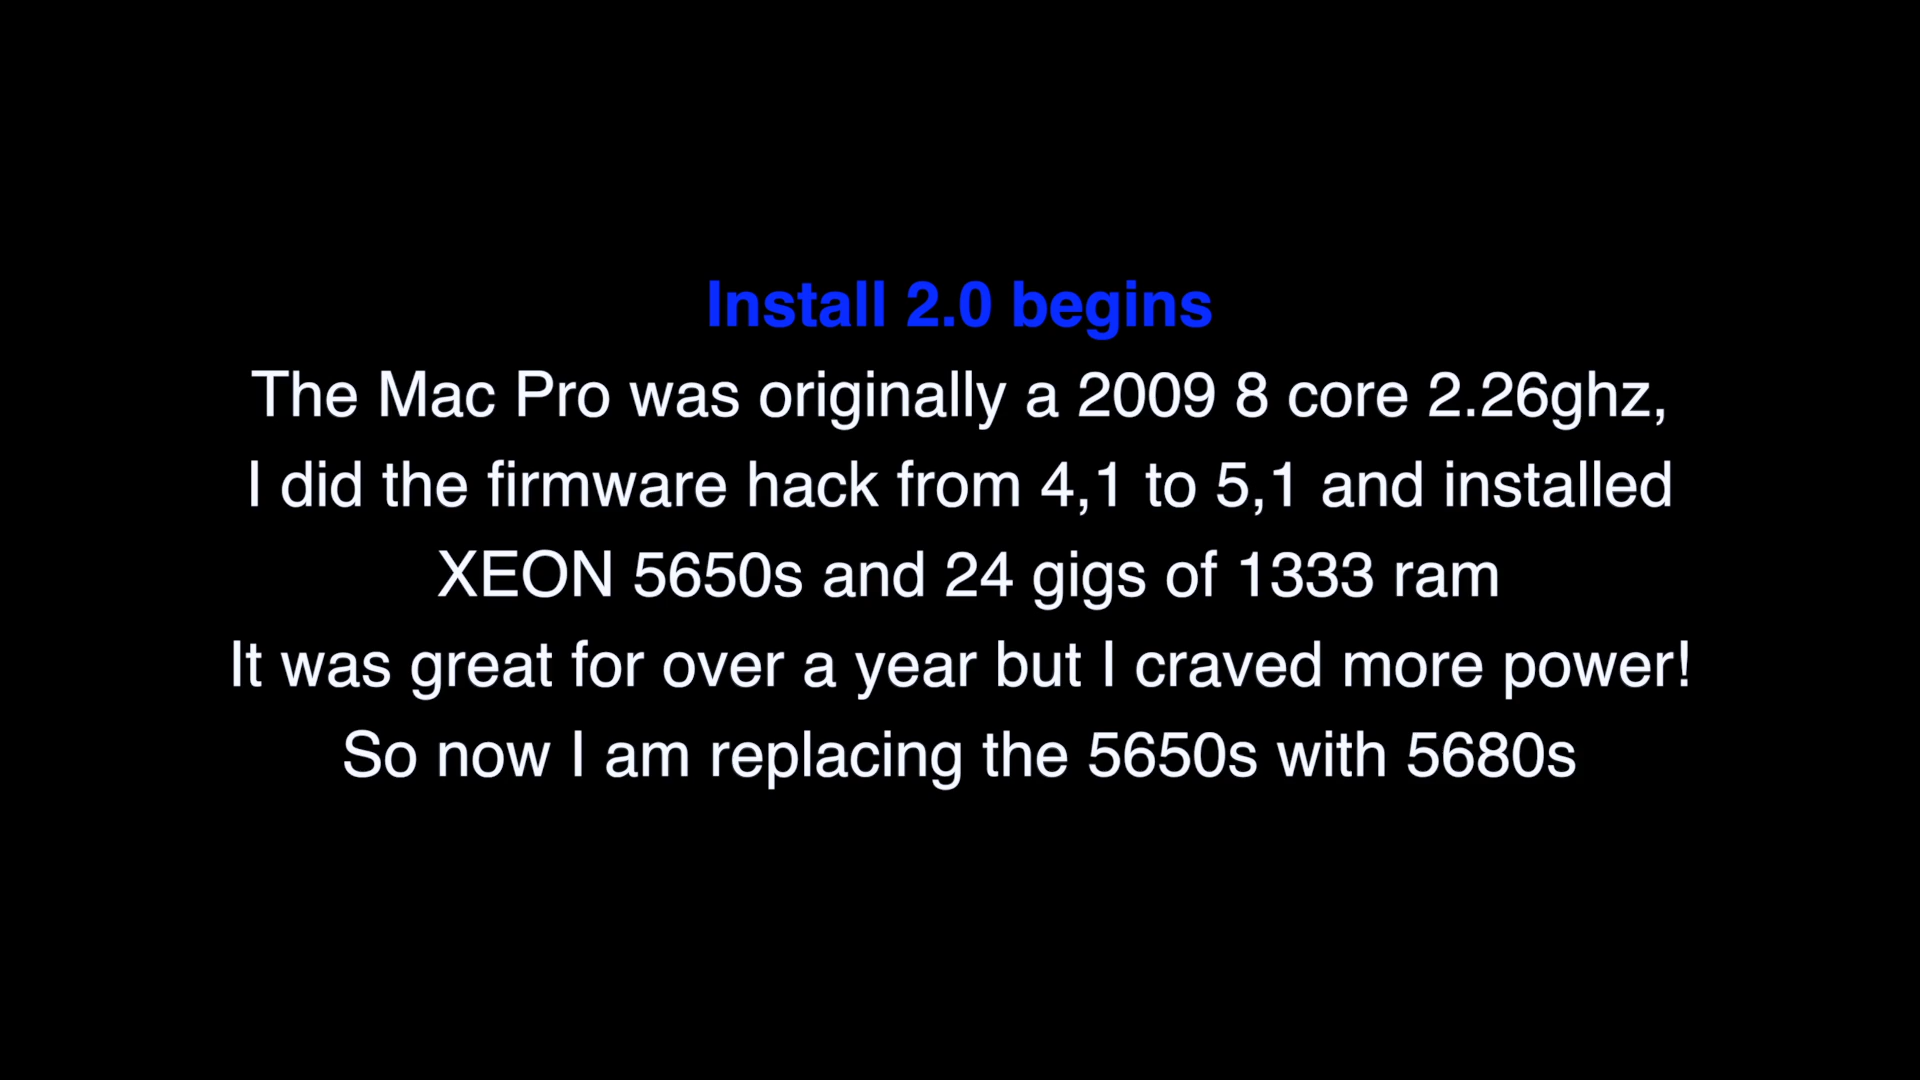 Install 2.0 begins
The Mac Pro was originally a 2009 8 core 2.26ghz,
I did the firmware hack from 4,1 to 5,1 and installed
XEON 5650s and 24 gigs of 1333 ram
It was great for over a year but I craved more power!
So now I am replacing the 5650s with 5680s